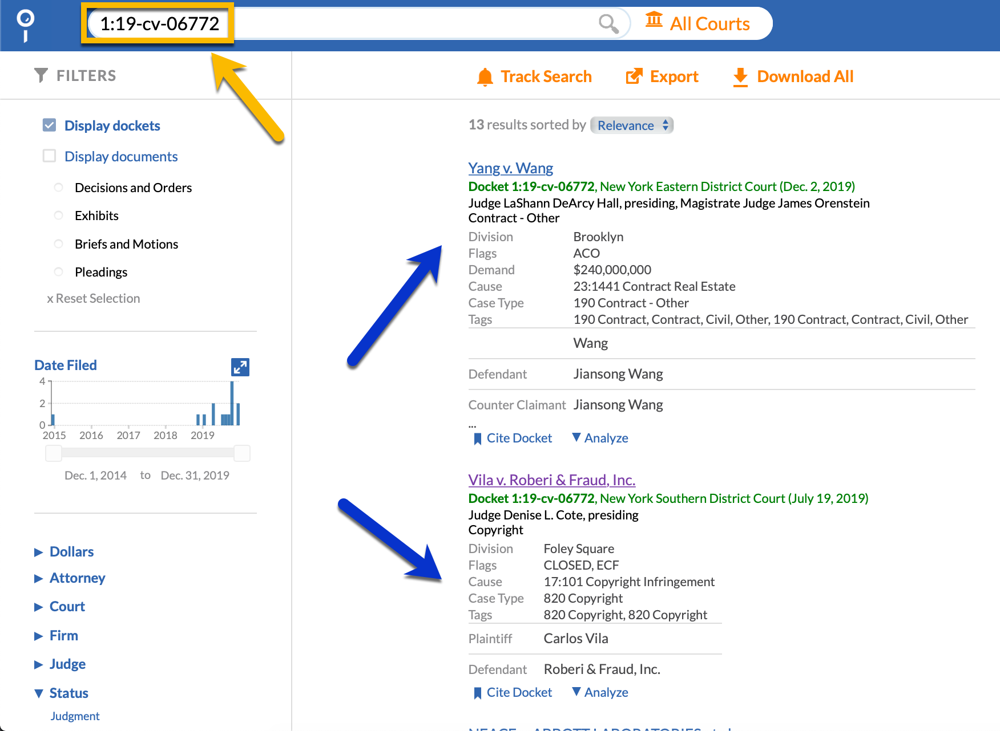 1:19-cv-06772
All Courts
FILTERS
Track Search
Export
Download All
Display dockets
Display documents
Decisions and Orders
Exhibits
Briefs and Motions
Pleadings
x Reset Selection
Date Filed
4
2
0
2015 2016 2017 2018 2019
Dec. 1, 2014 to Dec. 31, 2019
Dollars
Attorney
Court
Firm
Judge
Status
Judgment
13 results sorted by Relevance
Yang v. Wang
Docket 1:19-cv-06772, New York Eastern District Court (Dec. 2, 2019)
Judge LaShann DeArcy Hall, presiding, Magistrate Judge James Orenstein
Contract - Other
Division Brooklyn
Flags ACO
Demand $240,000,000
Cause 23:1441 Contract Real Estate
Case Type 190 Contract - Other
Tags 190 Contract, Contract, Civil, Other, 190 Contract, Contract, Civil, Other
Wang
Defendant Jiansong Wang
Counter Claimant Jiansong Wang
...
Cite Docket Analyze
Vila v. Roberi & Fraud, Inc.
Docket 1:19-cv-06772, New York Southern District Court (July 19, 2019)
Judge Denise L. Cote, presiding
Copyright
Division Foley Square
Flags CLOSED, ECF
Cause 17:101 Copyright Infringement
Case Type 820 Copyright
Tags 820 Copyright, 820 Copyright
Plaintiff Carlos Vila
Defendant Roberi & Fraud, Inc.
Cite Docket Analyze